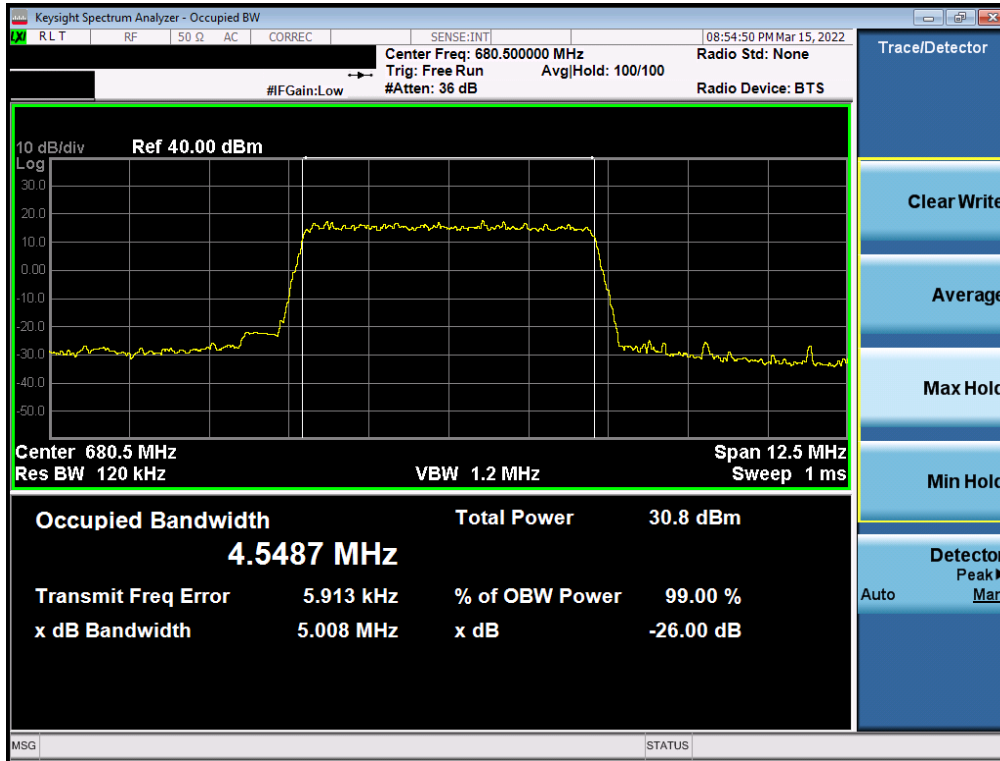 Keysight Spectrum Analyzer - Occupied BW
LXI RLT RF 50 Ω AC CORREC SENSE:INT 08:54:50 PM Mar 15, 2022
Center Freq: 680.500000 MHz Radio Std: None
Trig: Free Run Avg|Hold: 100/100
#IFGain:Low #Atten: 36 dB Radio Device: BTS
Trace/Detector
10 dB/div Ref 40.00 dBm
Log
30.0
20.0
10.0
0.00
-10.0
-20.0
-30.0
-40.0
-50.0
Center 680.5 MHz Span 12.5 MHz
Res BW 120 kHz VBW 1.2 MHz Sweep 1 ms
Occupied Bandwidth Total Power 30.8 dBm
4.5487 MHz
Transmit Freq Error 5.913 kHz % of OBW Power 99.00 %
x dB Bandwidth 5.008 MHz x dB -26.00 dB
Clear Write
Average
Max Hold
Min Hold
Detector
Peak
Auto Man
MSG STATUS